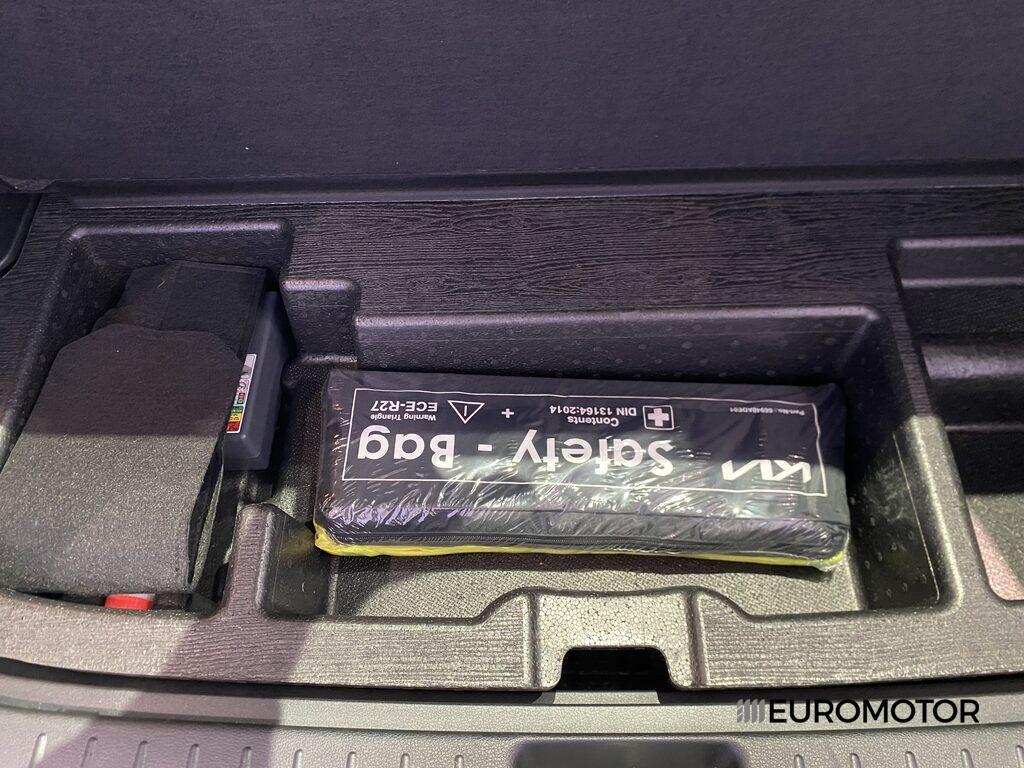 KIA Safety - Bag
DIN 13164:2014
Contents
+
Warning Triangle
ECE-R27
EUROMOTOR